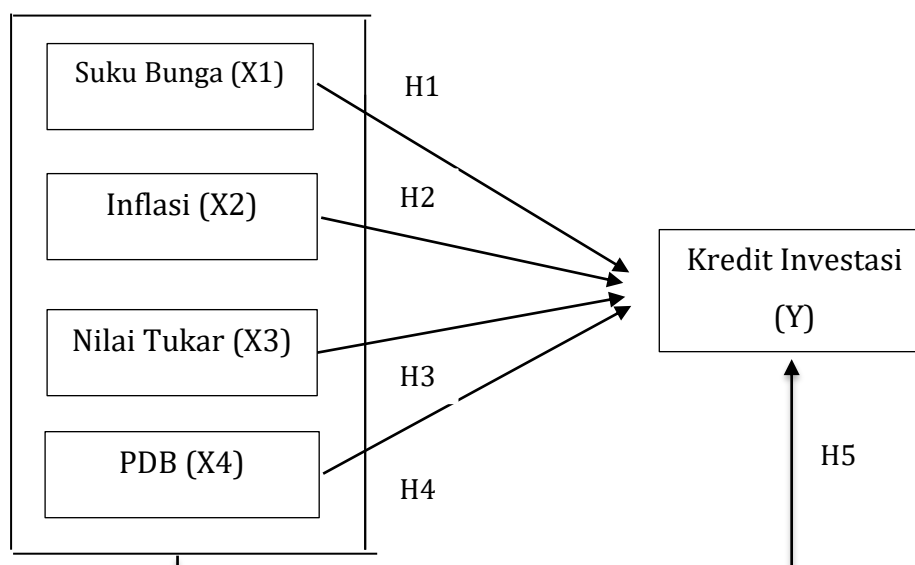 Suku Bunga (X1)
H1
Inflasi (X2)
H2
Kredit Investasi
(Y)
Nilai Tukar (X3)
H3
PDB (X4)
H4
H5